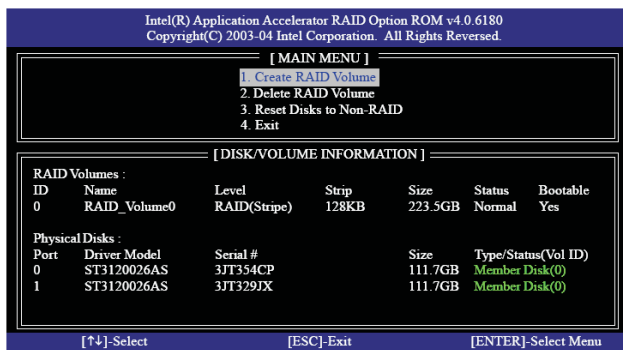 Intel(R) Application Accelerator RAID Option ROM v4.0.6180
Copyright(C) 2003-04 Intel Corporation. All Rights Reversed.
[ MAIN MENU ]
1. Create RAID Volume
2. Delete RAID Volume
3. Reset Disks to Non-RAID
4. Exit
[ DISK/VOLUME INFORMATION ]
RAID Volumes :
ID Name Level Strip Size Status Bootable
0 RAID_Volume0 RAID(Stripe) 128KB 223.5GB Normal Yes
Physical Disks :
Port Driver Model Serial # Size Type/Status(Vol ID)
0 ST3120026AS 3JT354CP 111.7GB Member Disk(0)
1 ST3120026AS 3JT329JX 111.7GB Member Disk(0)
[↑↓]-Select [ESC]-Exit [ENTER]-Select Menu